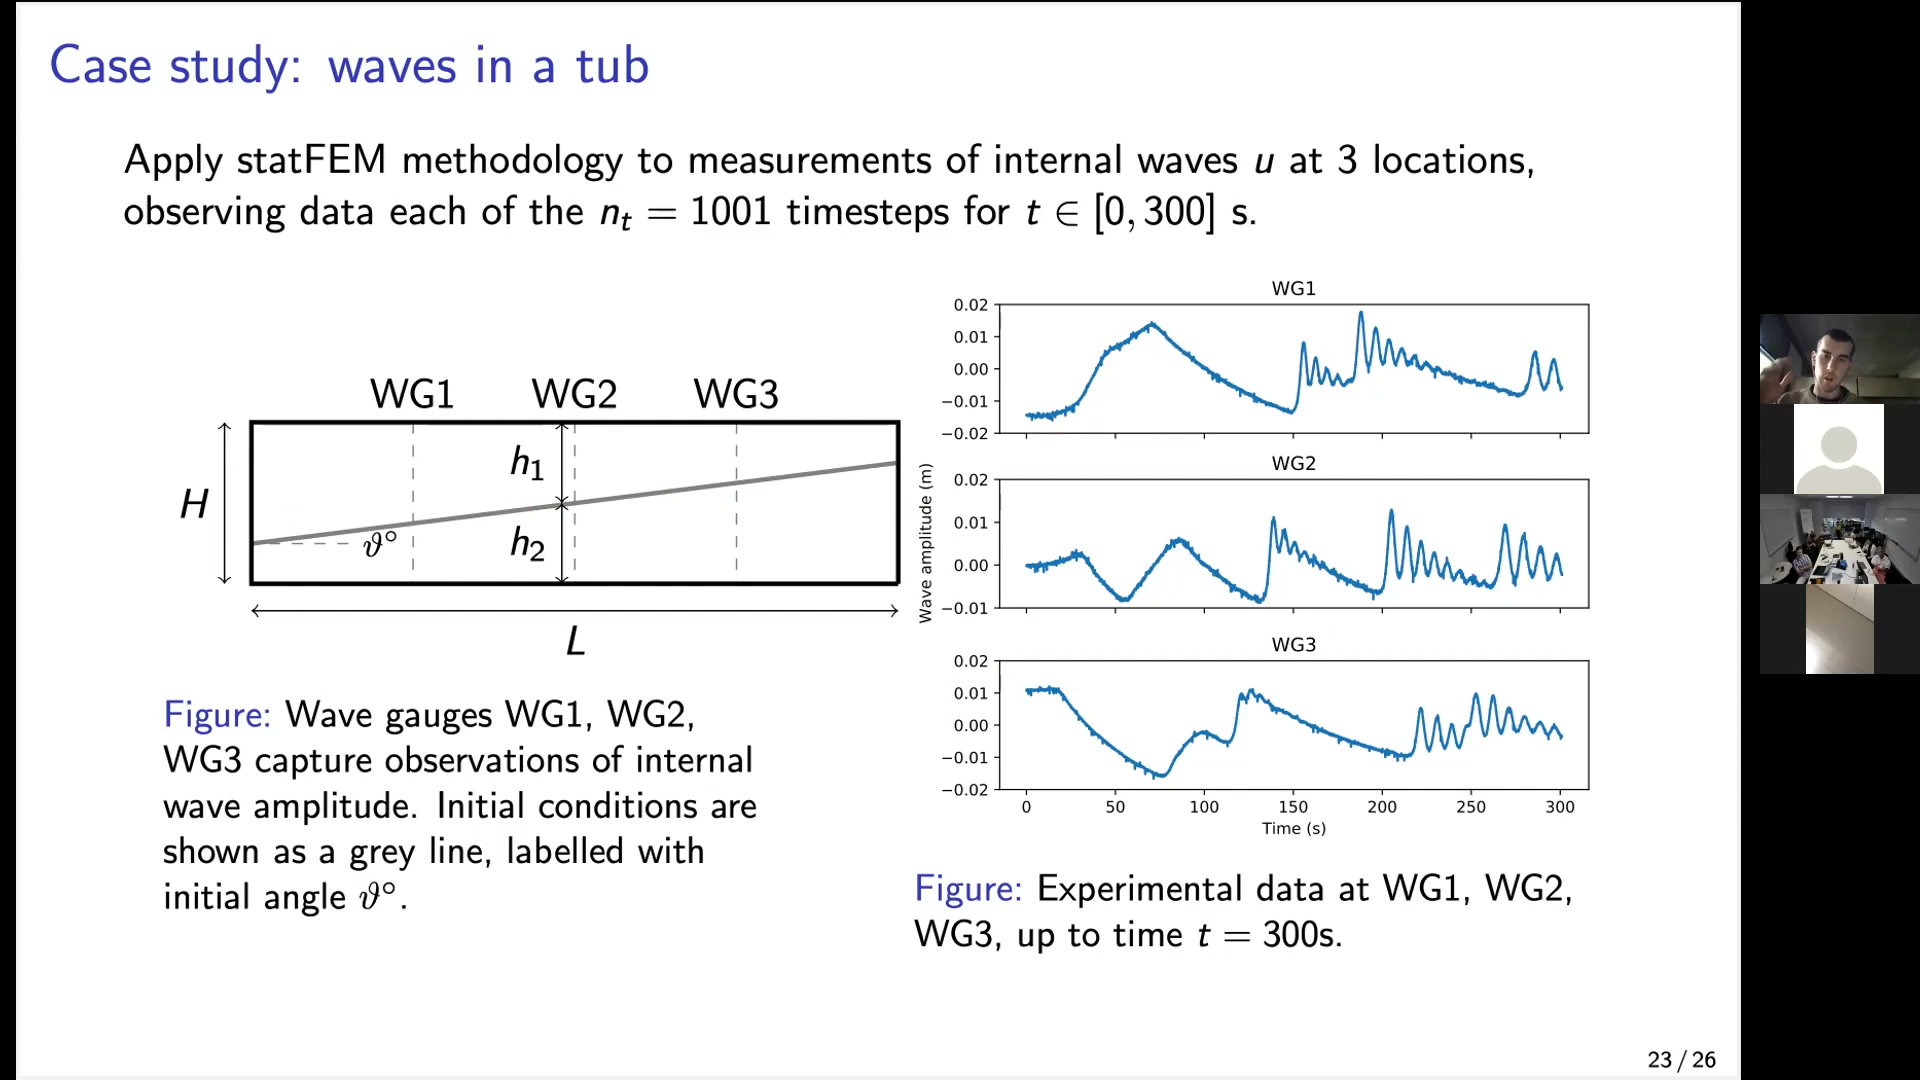 Case study: waves in a tub
Apply statFEM methodology to measurements of internal waves u at 3 locations,
observing data each of the nₜ = 1001 timesteps for t ∈ [0, 300] s.
WG1 WG2 WG3
h₁
H
ϑ°
h₂
L
Figure: Wave gauges WG1, WG2,
WG3 capture observations of internal
wave amplitude. Initial conditions are
shown as a grey line, labelled with
initial angle ϑ°.
WG1
0.02
0.01
0.00
−0.01
−0.02
WG2
0.02
0.01
0.00
−0.01
Wave amplitude (m)
WG3
0.02
0.01
0.00
−0.01
−0.02
0 50 100 150 200 250 300
Time (s)
Figure: Experimental data at WG1, WG2,
WG3, up to time t = 300s.
23 / 26